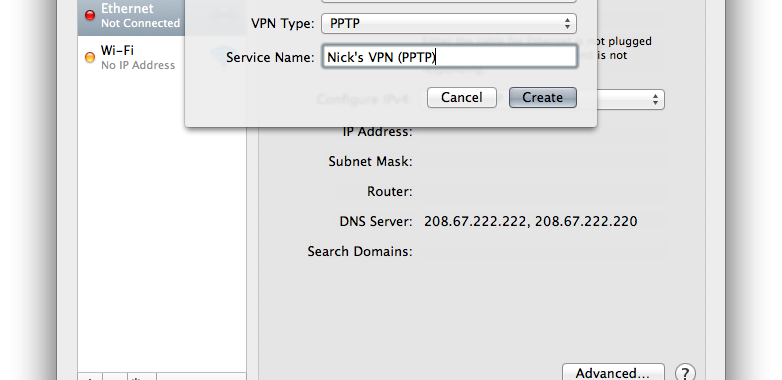 Ethernet
Not Connected
VPN Type: PPTP
Wi-Fi
No IP Address
Service Name: Nick's VPN (PPTP)
not plugged
is not
Configure IPv4:
Cancel
Create
IP Address:
Subnet Mask:
Router:
DNS Server: 208.67.222.222, 208.67.222.220
Search Domains:
Advanced...
?